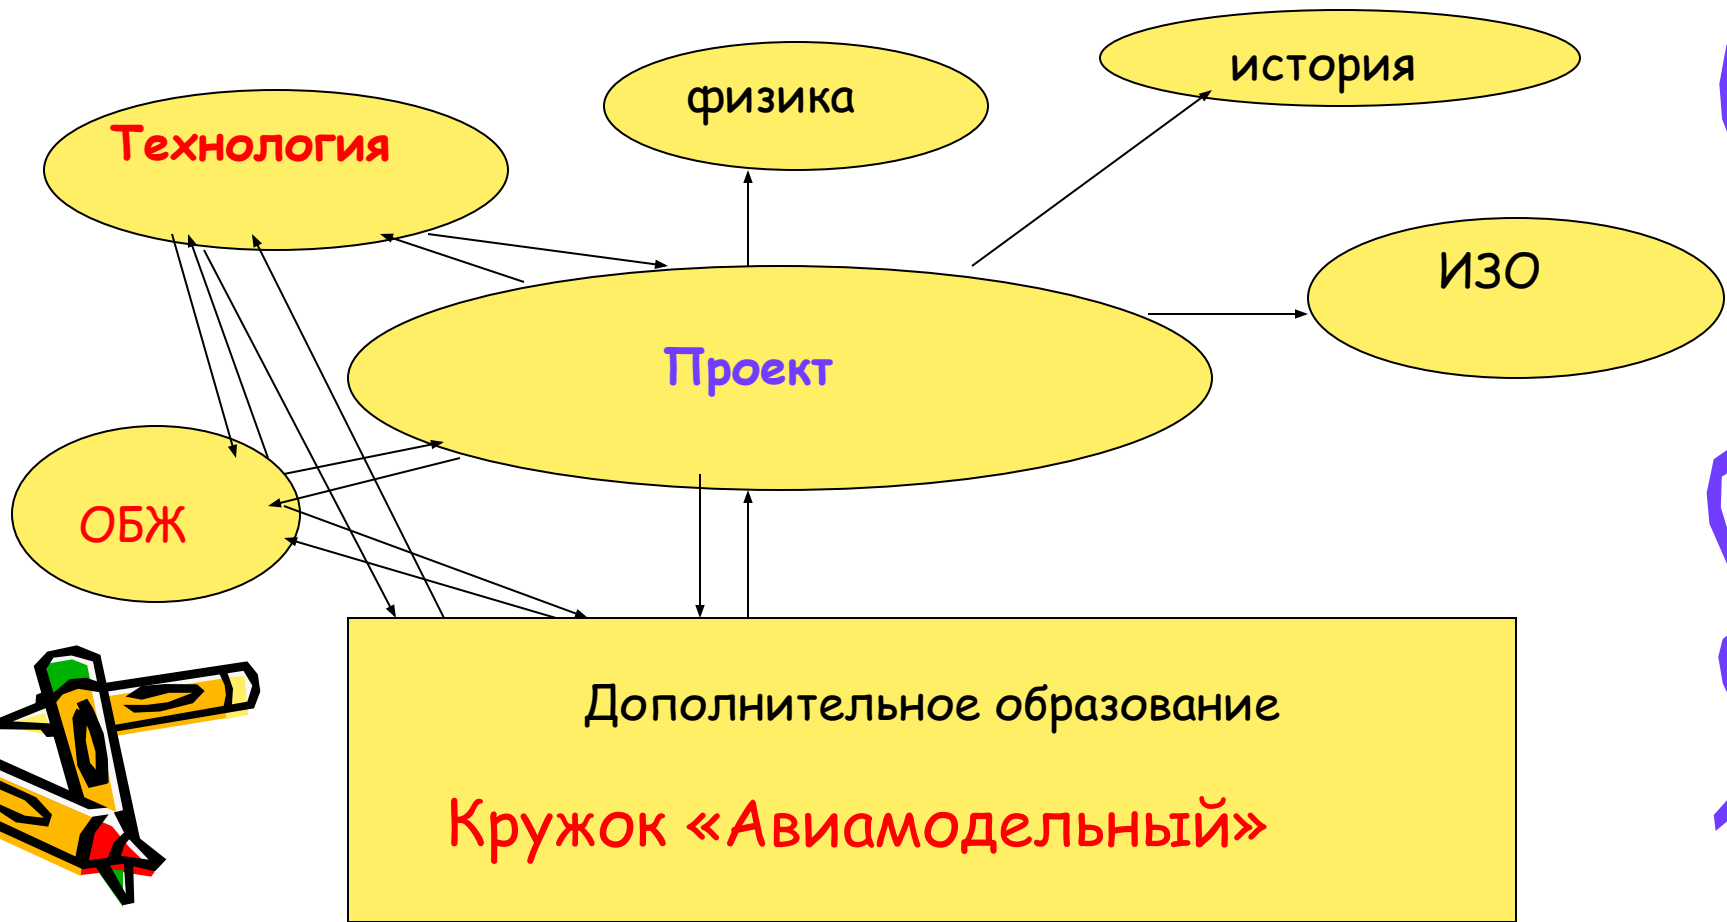 история
физика
Технология
ИЗО
Проект
ОБЖ
Дополнительное образование
Кружок «Авиамодельный»